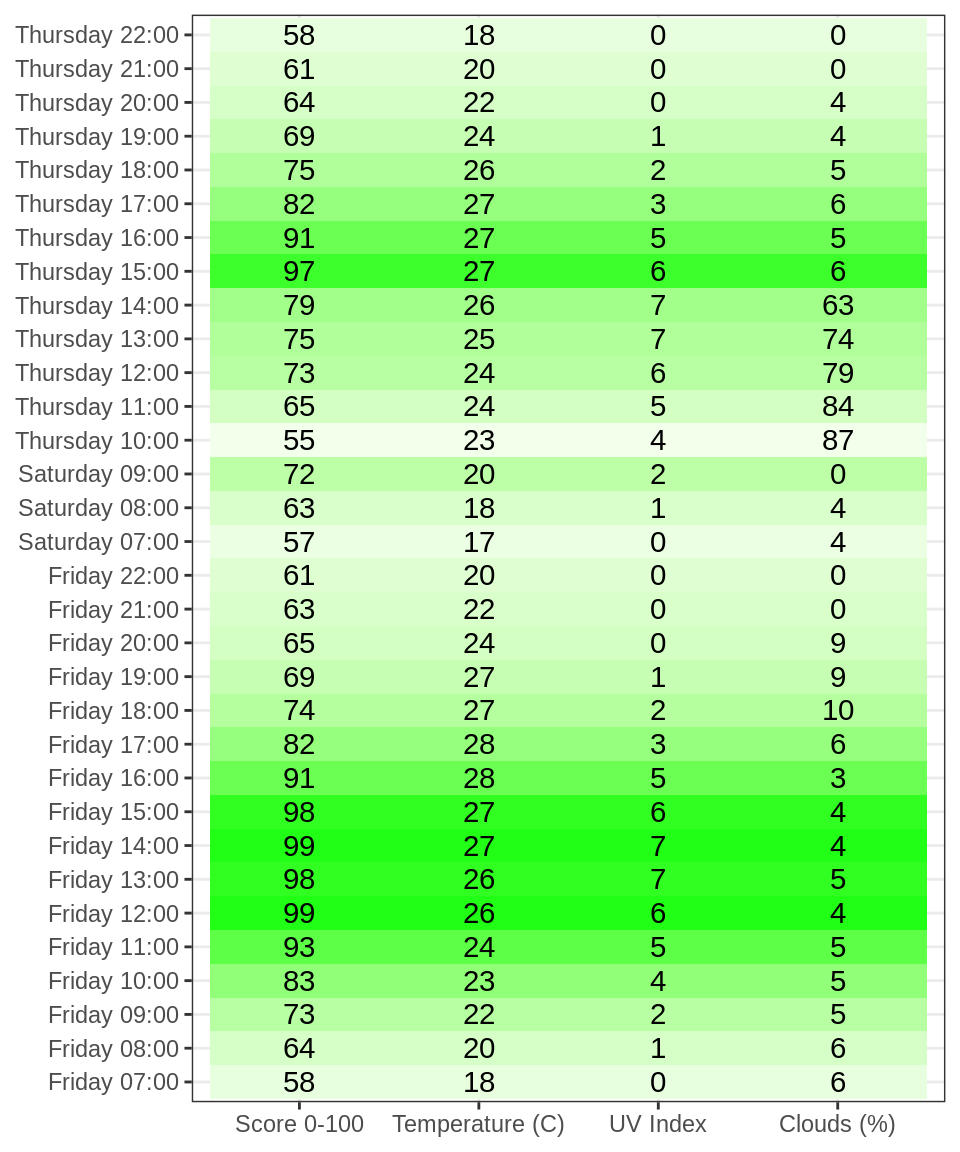 Thursday 22:00 58 18 0 0
Thursday 21:00 61 20 0 0
Thursday 20:00 64 22 0 4
Thursday 19:00 69 24 1 4
Thursday 18:00 75 26 2 5
Thursday 17:00 82 27 3 6
Thursday 16:00 91 27 5 5
Thursday 15:00 97 27 6 6
Thursday 14:00 79 26 7 63
Thursday 13:00 75 25 7 74
Thursday 12:00 73 24 6 79
Thursday 11:00 65 24 5 84
Thursday 10:00 55 23 4 87
Saturday 09:00 72 20 2 0
Saturday 08:00 63 18 1 4
Saturday 07:00 57 17 0 4
Friday 22:00 61 20 0 0
Friday 21:00 63 22 0 0
Friday 20:00 65 24 0 9
Friday 19:00 69 27 1 9
Friday 18:00 74 27 2 10
Friday 17:00 82 28 3 6
Friday 16:00 91 28 5 3
Friday 15:00 98 27 6 4
Friday 14:00 99 27 7 4
Friday 13:00 98 26 7 5
Friday 12:00 99 26 6 4
Friday 11:00 93 24 5 5
Friday 10:00 83 23 4 5
Friday 09:00 73 22 2 5
Friday 08:00 64 20 1 6
Friday 07:00 58 18 0 6
Score 0-100 Temperature (C) UV Index Clouds (%)